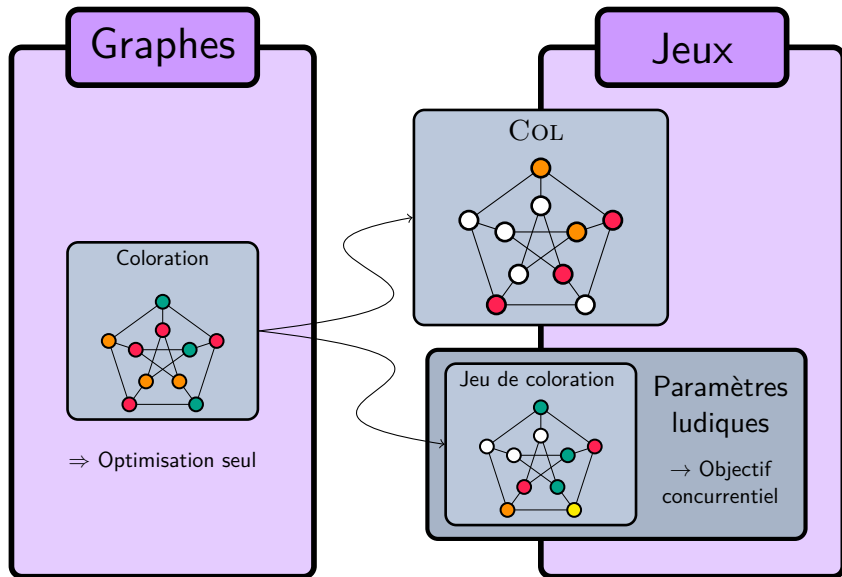 Graphes
Jeux
COL
Coloration
⇒ Optimisation seul
Jeu de coloration
Paramètres
ludiques
→ Objectif
concurrentiel